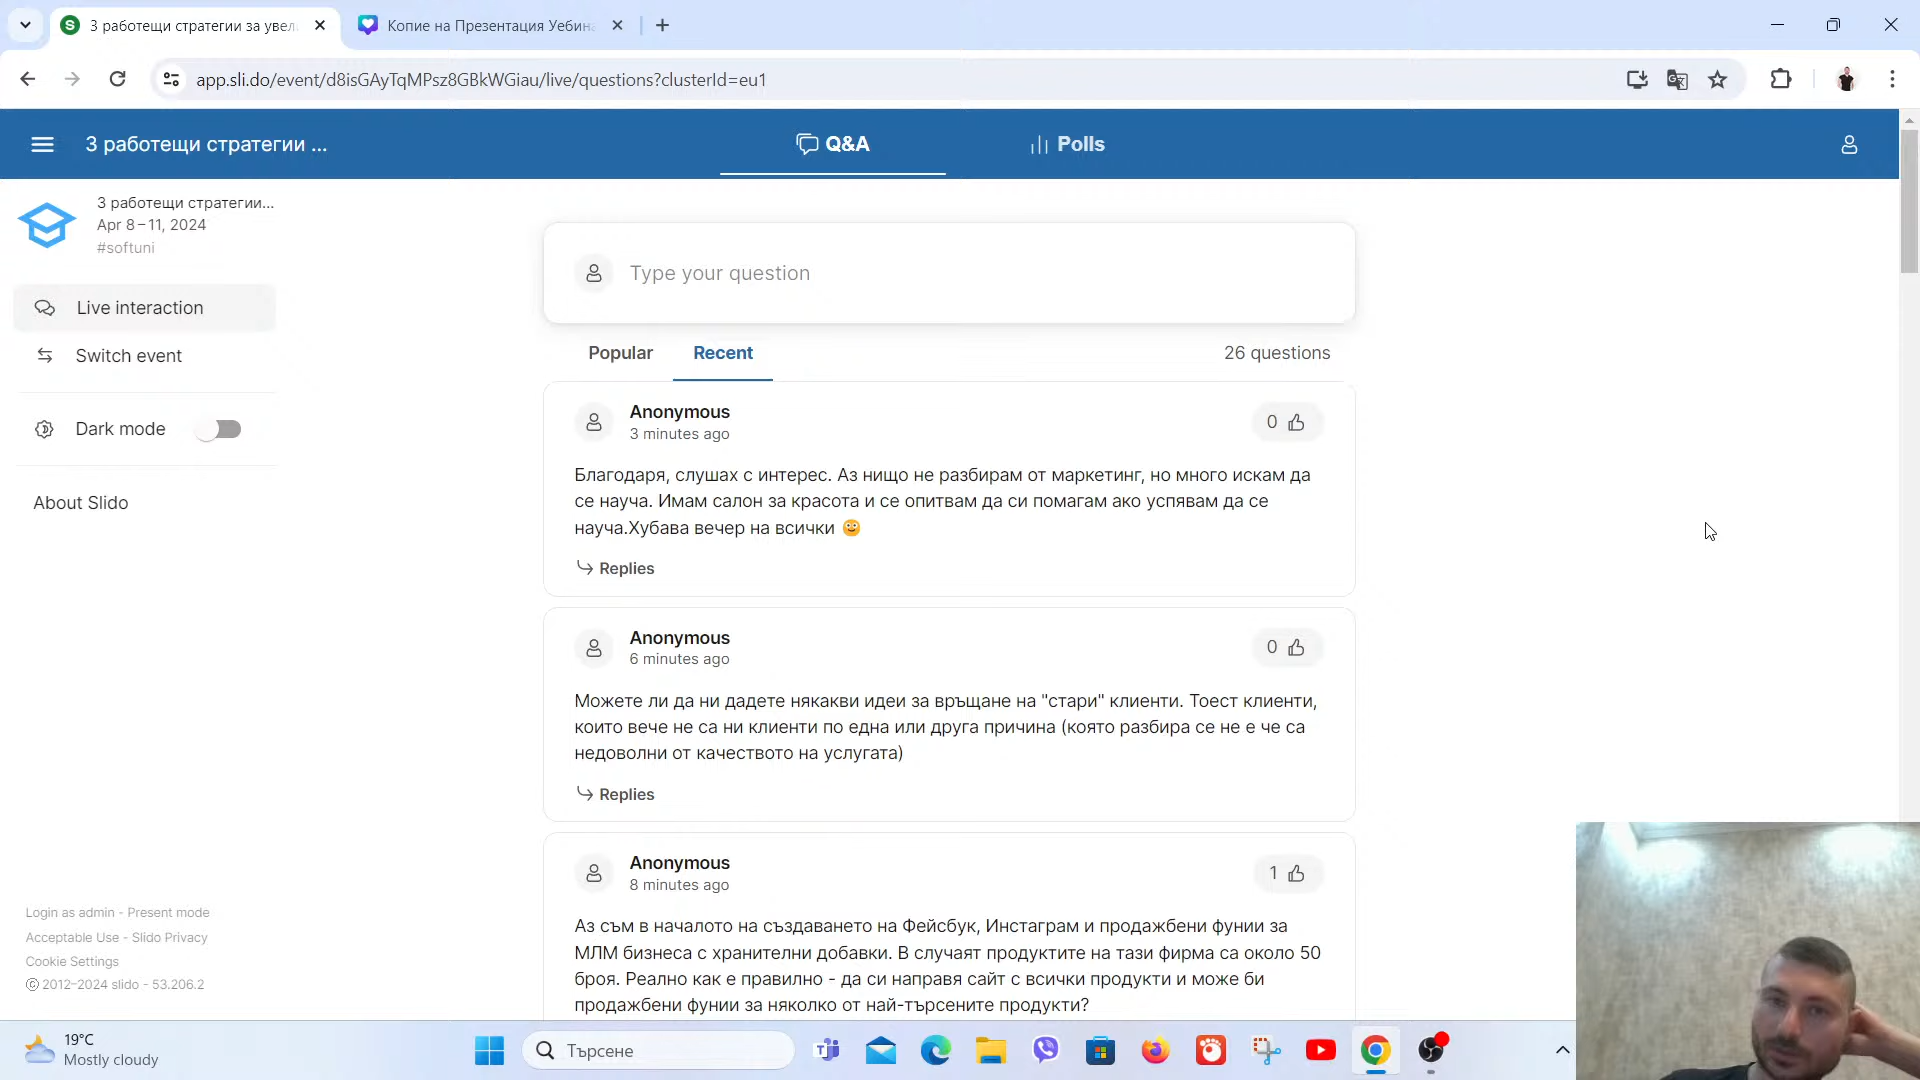 3 работещи стратегии за увел
Копие на Презентация Уебина
app.sli.do/event/d8isGAyTqMPsz8GBkWGiau/live/questions?clusterId=eu1
3 работещи стратегии ...
Q&A
Polls
3 работещи стратегии...
Apr 8 – 11, 2024
#softuni
Live interaction
Switch event
Dark mode
About Slido
Type your question
Popular
Recent
26 questions
Anonymous
3 minutes ago
0
Благодаря, слушах с интерес. Аз нищо не разбирам от маркетинг, но много искам да
се науча. Имам салон за красота и се опитвам да си помагам ако успявам да се
науча.Хубава вечер на всички 🙂
Replies
Anonymous
6 minutes ago
0
Можете ли да ни дадете някакви идеи за връщане на "стари" клиенти. Тоест клиенти,
които вече не са ни клиенти по една или друга причина (която разбира се не е че са
недоволни от качеството на услугата)
Replies
Anonymous
8 minutes ago
1
Аз съм в началото на създаването на Фейсбук, Инстаграм и продажбени фунии за
МЛМ бизнеса с хранителни добавки. В случаят продуктите на тази фирма са около 50
броя. Реално как е правилно - да си направя сайт с всички продукти и може би
продажбени фунии за няколко от най-търсените продукти?
Login as admin - Present mode
Acceptable Use - Slido Privacy
Cookie Settings
© 2012–2024 slido - 53.206.2
19°C
Mostly cloudy
Търсене